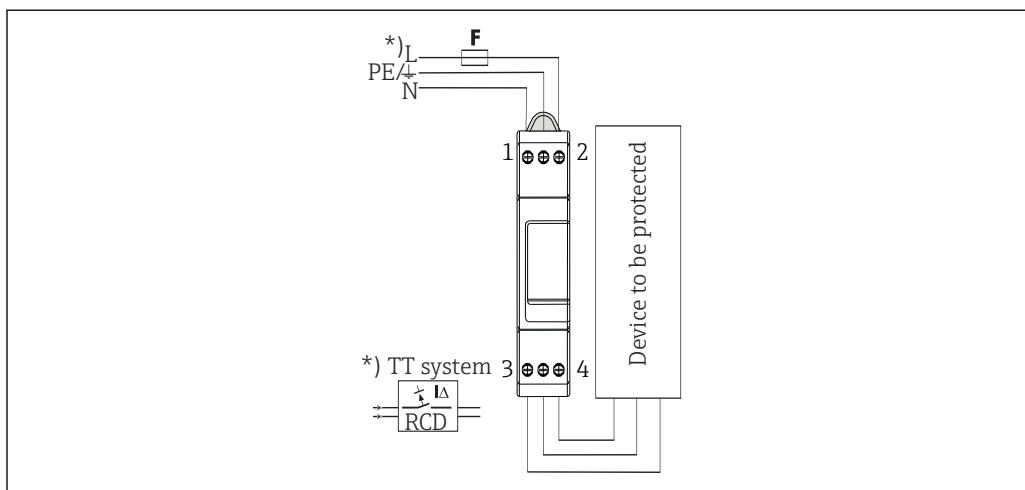 F
*)L
PE/⏚
N
1 2
Device to be protected
*) TT system 3 4
IΔ
RCD